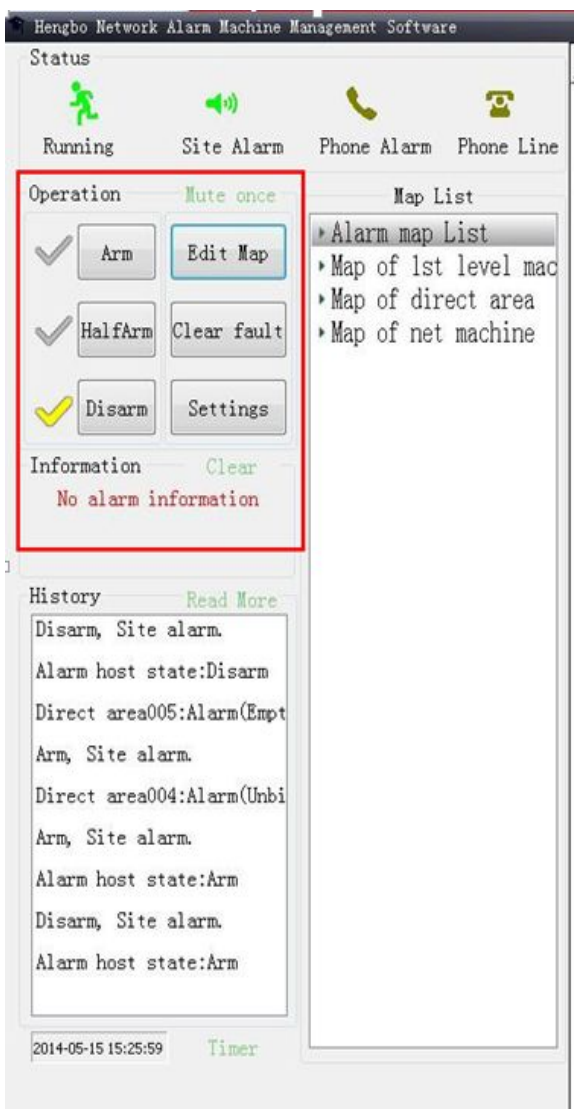 Hengbo Network Alarm Machine Management Software
Status
Running Site Alarm Phone Alarm Phone Line
Operation Mute once
Arm Edit Map
HalfArm Clear fault
Disarm Settings
Information Clear
No alarm information
History Read More
Disarm, Site alarm.
Alarm host state:Disarm
Direct area005:Alarm(Empt
Arm, Site alarm.
Direct area004:Alarm(Unbi
Arm, Site alarm.
Alarm host state:Arm
Disarm, Site alarm.
Alarm host state:Arm
2014-05-15 15:25:59 Timer
Map List
Alarm map List
Map of 1st level mac
Map of direct area
Map of net machine